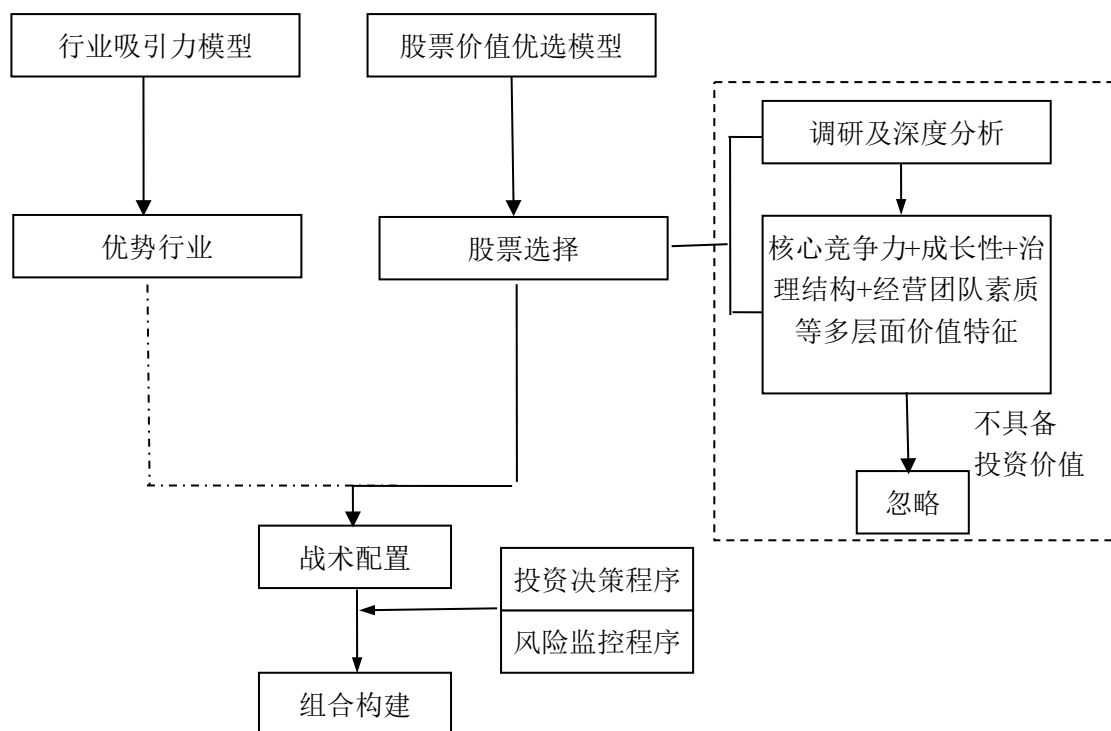 行业吸引力模型
股票价值优选模型
调研及深度分析
优势行业
股票选择
核心竞争力+成长性+治
理结构+经营团队素质
等多层面价值特征
不具备
投资价值
忽略
战术配置
投资决策程序
风险监控程序
组合构建